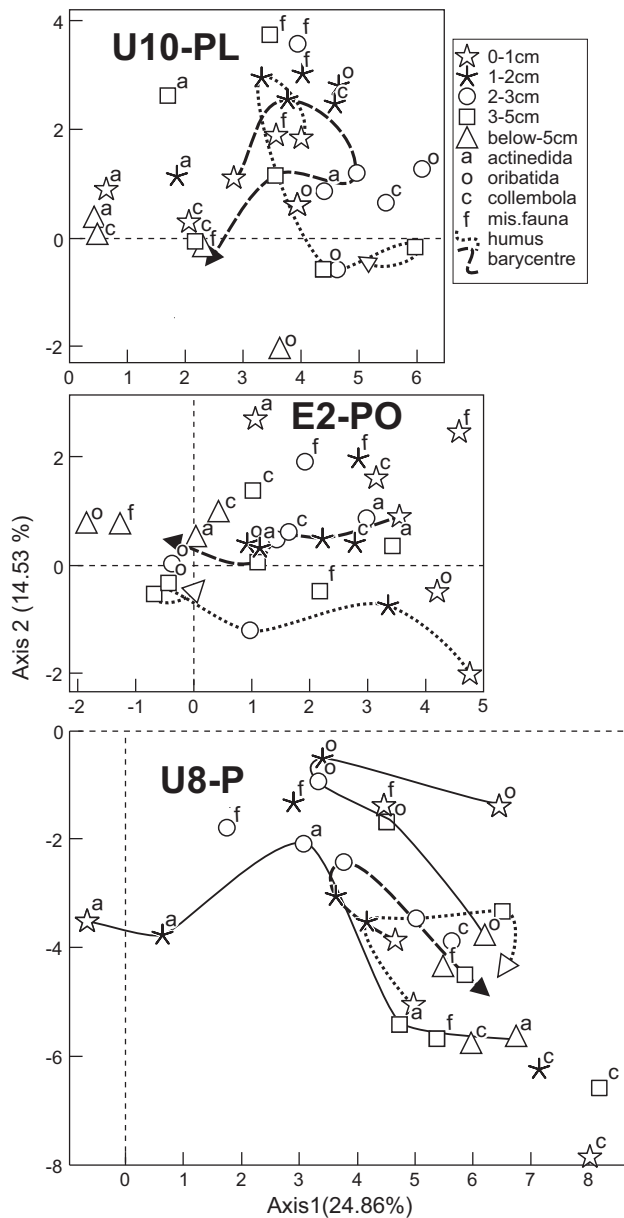 U10-PL
4
2
0
-2
0 1 2 3 4 5 6
f f
a f o
c
f
a a o
a a c
a c o
c f o
o
0-1cm
1-2cm
2-3cm
3-5cm
below-5cm
a actinedida
o oribatida
c collembola
f mis.fauna
humus
barycentre
E2-PO
2
0
-2
-2 -1 0 1 2 3 4 5
a f
f f
c c
o f c a
a o a c c a
o
o f o
Axis 2 (14.53 %)
U8-P
0
-2
-4
-6
-8
0 1 2 3 4 5 6 7 8
o
o
f f o
f o
a
a a
c o
f
a f c a
c
c
c
Axis1(24.86%)